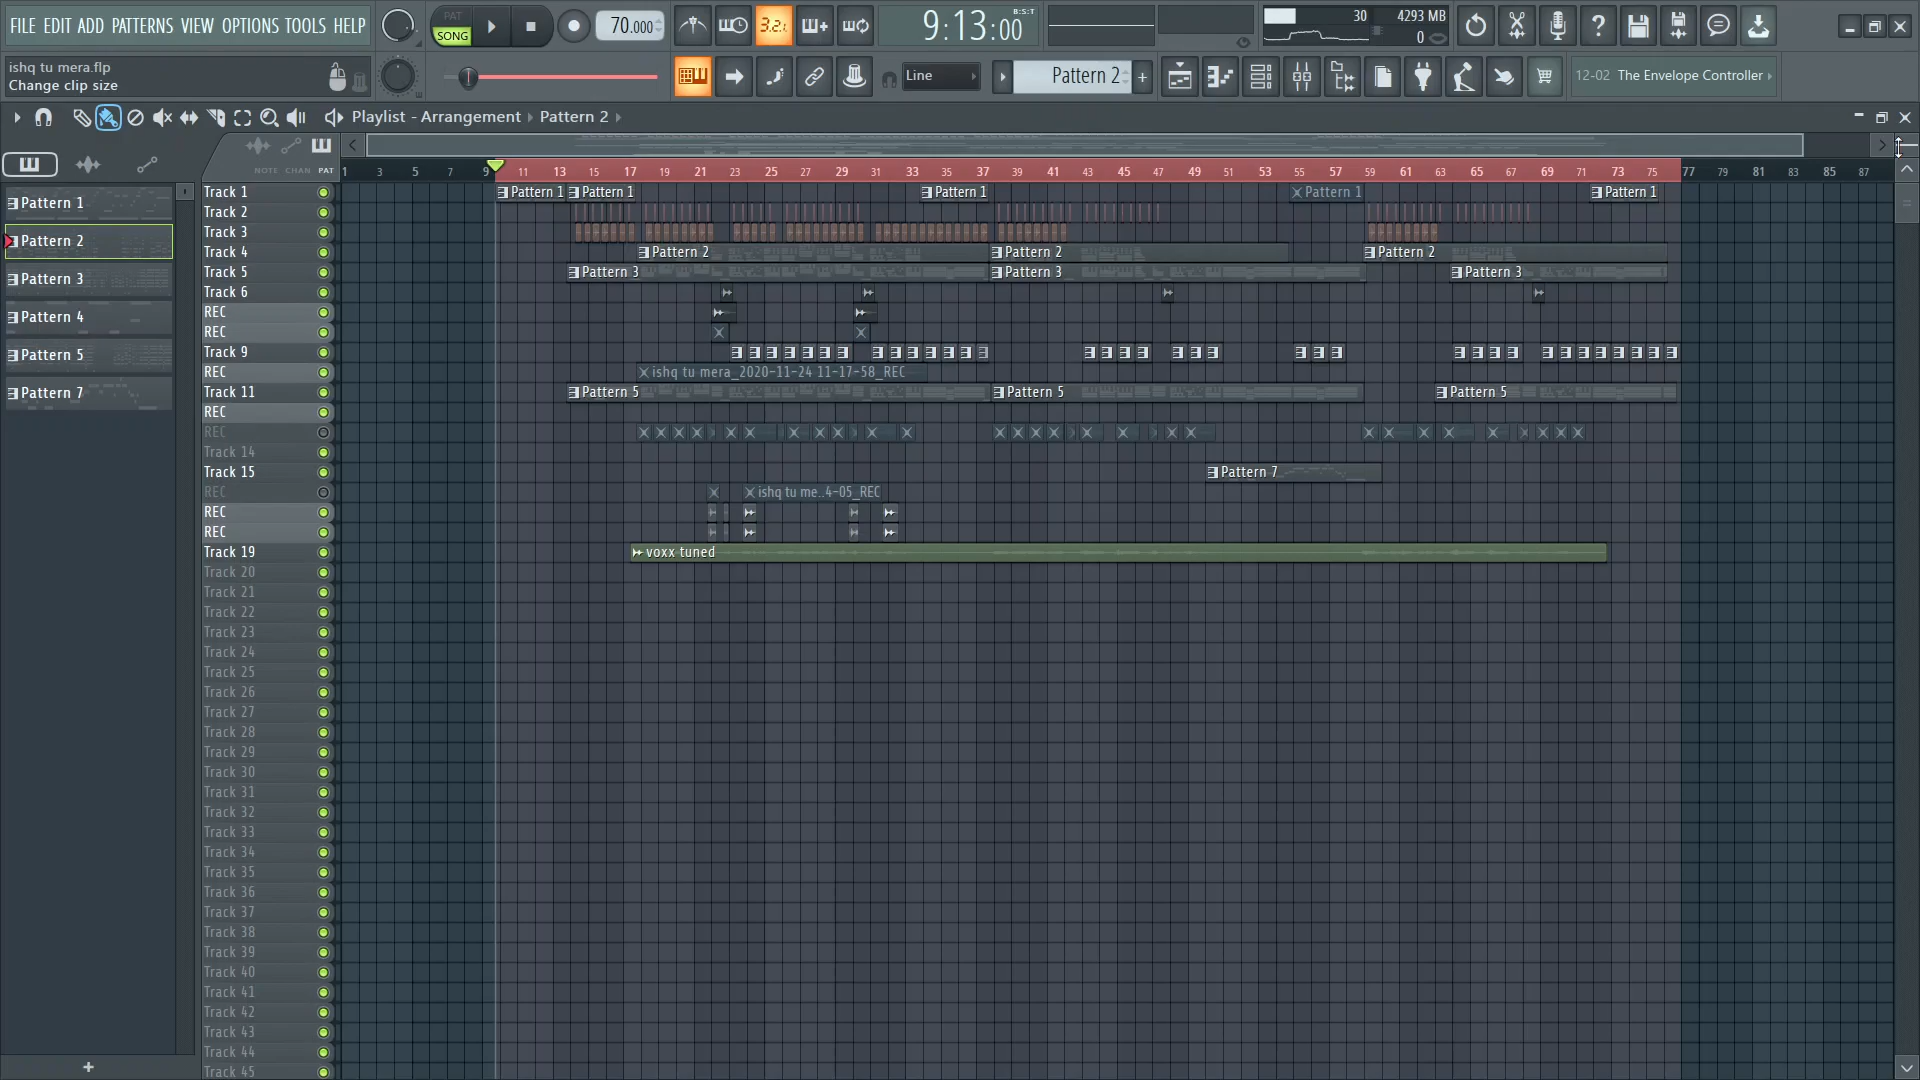 FILE EDIT ADD PATTERNS VIEW OPTIONS TOOLS HELP
PAT
SONG
70.000
3.2.
9:13:00
B:S:T
30
4293 MB
0
ishq tu mera.flp
Change clip size
Line
Pattern 2
+
12-02 The Envelope Controller
Playlist - Arrangement
Pattern 2
NOTE CHAN PAT
1 3 5 7 9 11 13 15 17 19 21 23 25 27 29 31 33 35 37 39 41 43 45 47 49 51 53 55 57 59 61 63 65 67 69 71 73 75 77 79 81 83 85 87
Pattern 1
Pattern 2
Pattern 3
Pattern 4
Pattern 5
Pattern 7
+
Track 1 Pattern 1 Pattern 1 Pattern 1 Pattern 1 Pattern 1
Track 2
Track 3
Track 4 Pattern 2 Pattern 2 Pattern 2
Track 5 Pattern 3 Pattern 3 Pattern 3
Track 6
REC
REC
Track 9
REC ishq tu mera_2020-11-24 11-17-58_REC
Track 11 Pattern 5 Pattern 5 Pattern 5
REC
REC
Track 14
Track 15 Pattern 7
REC ishq tu me..4-05_REC
REC
REC
Track 19 voxx tuned
Track 20
Track 21
Track 22
Track 23
Track 24
Track 25
Track 26
Track 27
Track 28
Track 29
Track 30
Track 31
Track 32
Track 33
Track 34
Track 35
Track 36
Track 37
Track 38
Track 39
Track 40
Track 41
Track 42
Track 43
Track 44
Track 45